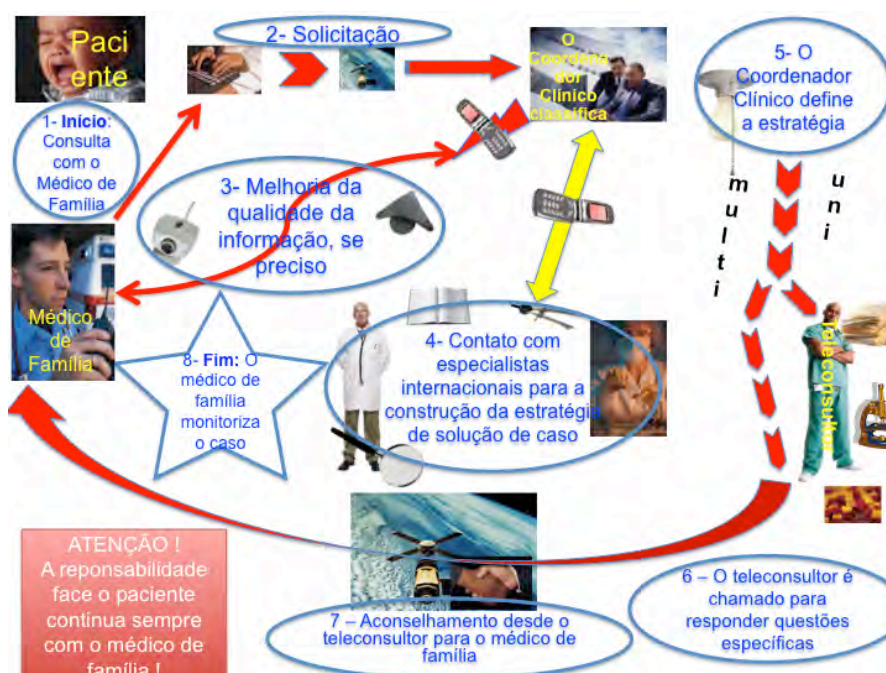 Paci
ente
1- Início:
Consulta
com o
Médico de
Família
2- Solicitação
O
Coordena
dor
Clínico
classifica
3- Melhoria da
qualidade da
informação, se
preciso
Médico
de
Família
4- Contato com
especialistas
internacionais para a
construção da estratégia
de solução de caso
5- O
Coordenador
Clínico define
a estratégia
multi
uni
Teleconsultor
6 – O teleconsultor é
chamado para
responder questões
específicas
7 – Aconselhamento desde o
teleconsultor para o médico de
família
8- Fim: O
médico de
família
monitoriza
o caso
ATENÇÃO !
A reponsabilidade
face o paciente
continua sempre
com o médico de
família !